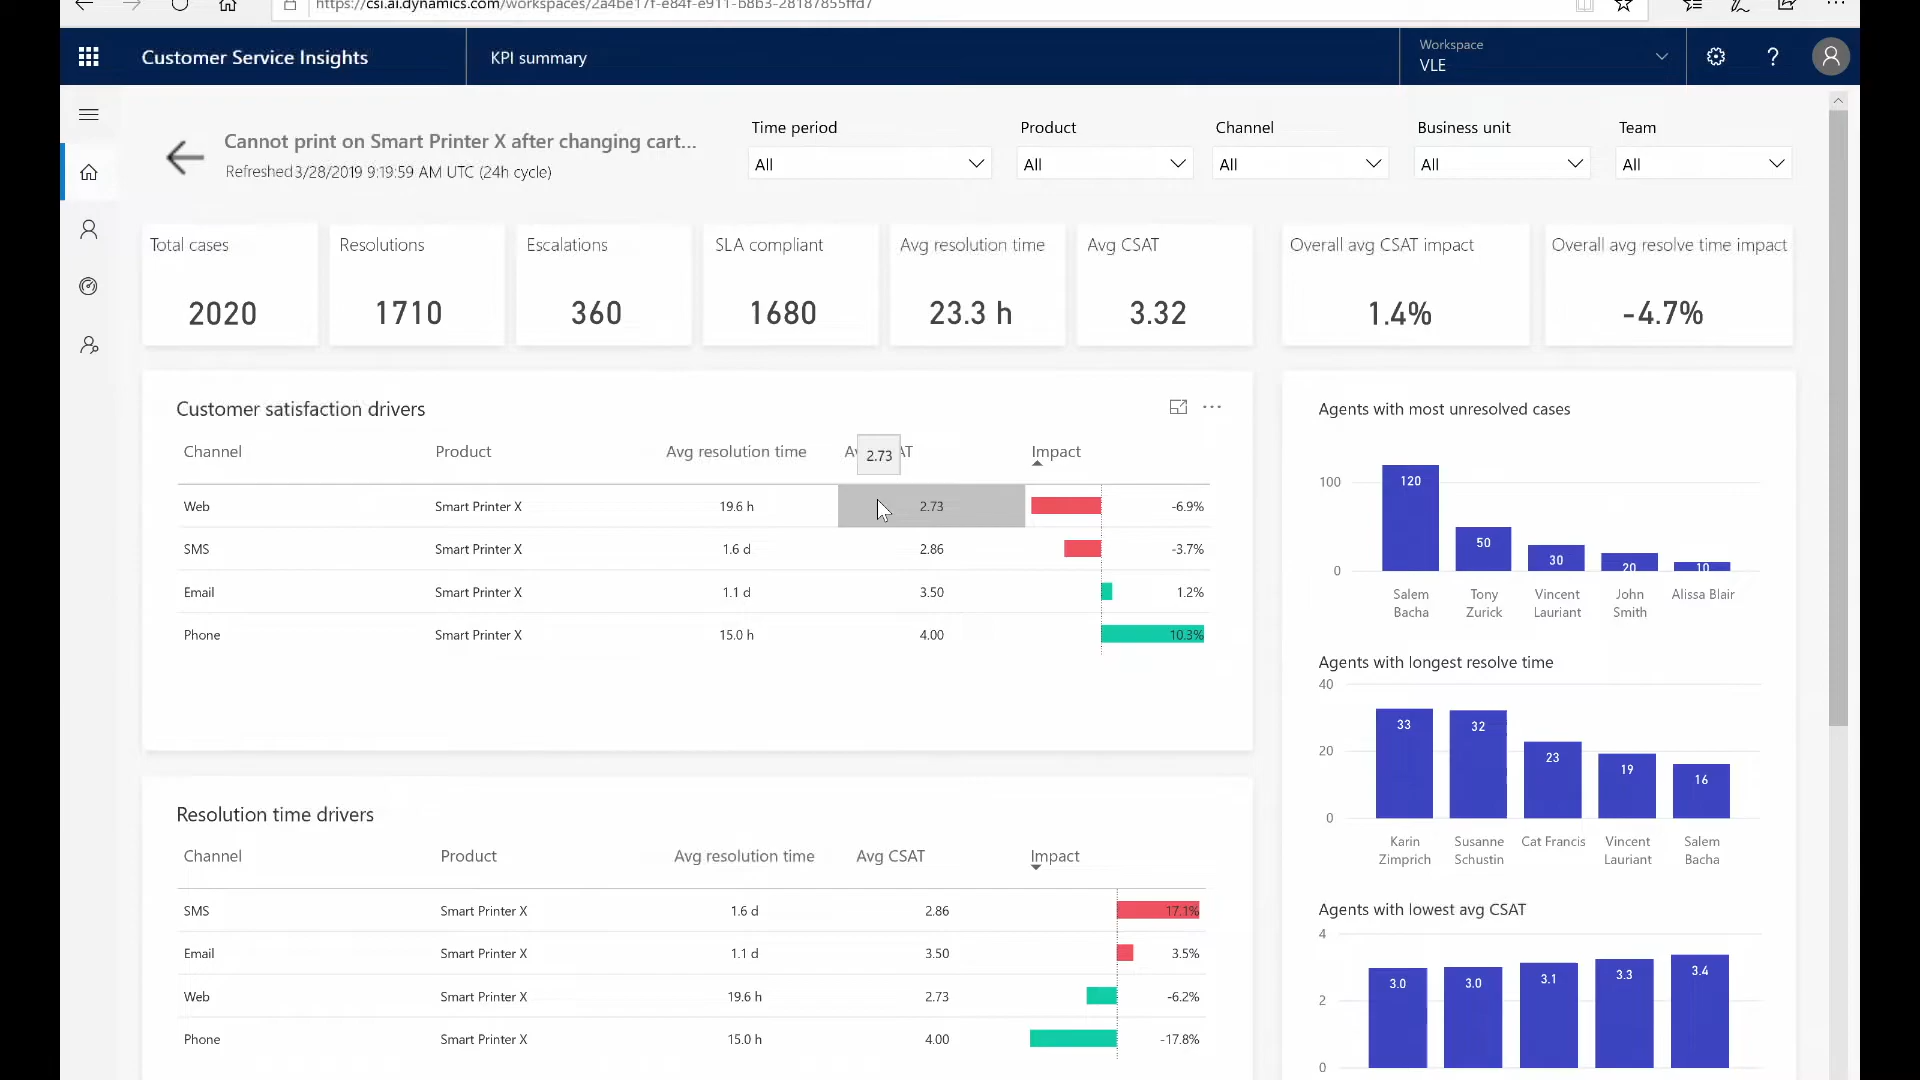 https://csi.ai.dynamics.com/workspaces/2a4be17f-e84f-e911-b8b3-28187855ffd7
Customer Service Insights
KPI summary
Workspace
VLE
?
Cannot print on Smart Printer X after changing cart...
Refreshed 3/28/2019 9:19:59 AM UTC (24h cycle)
Time period
All
Product
All
Channel
All
Business unit
All
Team
All
Total cases
2020
Resolutions
1710
Escalations
360
SLA compliant
1680
Avg resolution time
23.3 h
Avg CSAT
3.32
Overall avg CSAT impact
1.4%
Overall avg resolve time impact
-4.7%
Customer satisfaction drivers
Channel Product Avg resolution time Impact
2.73
Web Smart Printer X 19.6 h 2.73 -6.9%
SMS Smart Printer X 1.6 d 2.86 -3.7%
Email Smart Printer X 1.1 d 3.50 1.2%
Phone Smart Printer X 15.0 h 4.00 10.3%
Resolution time drivers
Channel Product Avg resolution time Avg CSAT Impact
SMS Smart Printer X 1.6 d 2.86 17.1%
Email Smart Printer X 1.1 d 3.50 3.5%
Web Smart Printer X 19.6 h 2.73 -6.2%
Phone Smart Printer X 15.0 h 4.00 -17.8%
Agents with most unresolved cases
100
0
120 50 30 20 10
Salem Tony Vincent John Alissa Blair
Bacha Zurick Lauriant Smith
Agents with longest resolve time
40
20
0
33 32 23 19 16
Karin Susanne Cat Francis Vincent Salem
Zimprich Schustin Lauriant Bacha
Agents with lowest avg CSAT
4
2
0
3.0 3.0 3.1 3.3 3.4